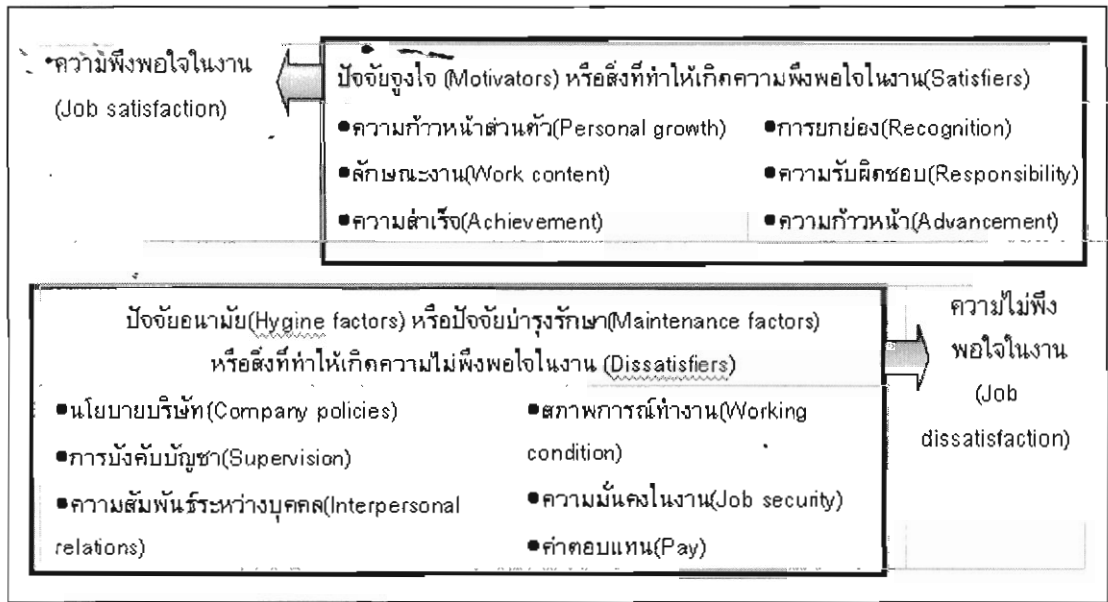 ความพึงพอใจในงาน
(Job satisfaction)
ปัจจัยจูงใจ (Motivators) หรือสิ่งที่ทำให้เกิดความพึงพอใจในงาน(Satisfiers)
●ความก้าวหน้าส่วนตัว(Personal growth) ●การยกย่อง(Recognition)
●ลักษณะงาน(Work content) ●ความรับผิดชอบ(Responsibility)
●ความสำเร็จ(Achievement) ●ความก้าวหน้า(Advancement)
ปัจจัยอนามัย(Hygine factors) หรือปัจจัยบำรุงรักษา(Maintenance factors)
หรือสิ่งที่ทำให้เกิดความไม่พึงพอใจในงาน (Dissatisfiers)
●นโยบายบริษัท(Company policies)
●การบังคับบัญชา(Supervision)
●ความสัมพันธ์ระหว่างบุคคล(Interpersonal
relations)
●สภาพการณ์ทำงาน(Working
condition)
●ความมั่นคงในงาน(Job security)
●ค่าตอบแทน(Pay)
ความไม่พึง
พอใจในงาน
(Job
dissatisfaction)